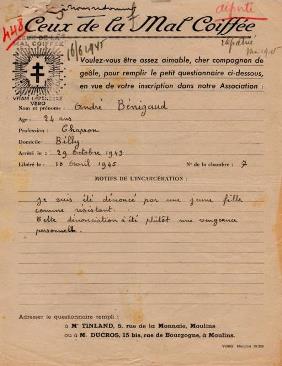 déporté
448
Ceux de la Mal Coiffée
10/6/1945
rapatrié
Voulez-vous être assez aimable, cher compagnon de
geôle, pour remplir le petit questionnaire ci-dessous,
en vue de votre inscription dans notre Association :
Nom et prénoms : André Bérigaud
Age : 24 ans
Profession : Charron
Domicile : Billy
Arrêté le : 29 Octobre 1943
Libéré le : 18 avril 1945 N° de la chambre : 7
MOTIFS DE L'INCARCÉRATION :
Je suis été dénoncé par une jeune fille
comme résistant.
Cette dénonciation a été plutôt une vengeance
personnelle.
Adresser le questionnaire rempli :
à Mr TINLAND, 5, rue de la Monnaie, Moulins
ou à M. DUCROS, 15 bis, rue de Bourgogne, à Moulins.